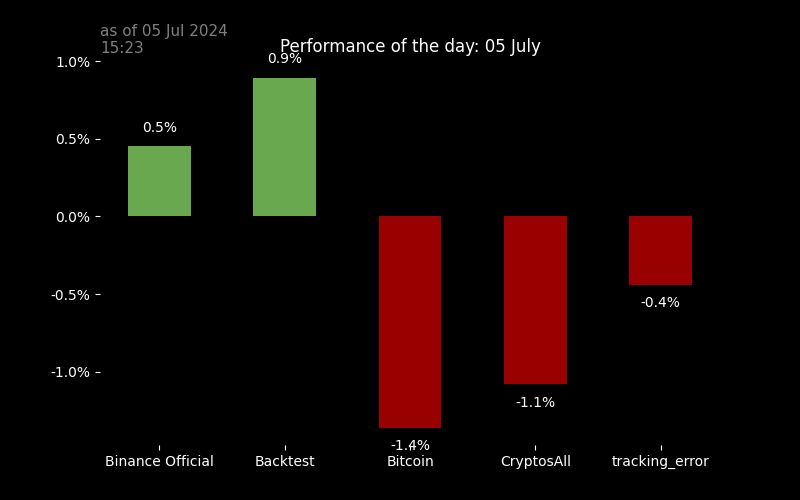 as of 05 Jul 2024
15:23
Performance of the day: 05 July
1.0%
0.5%
0.0%
-0.5%
-1.0%
0.5%
0.9%
-1.4%
-1.1%
-0.4%
Binance Official
Backtest
Bitcoin
CryptosAll
tracking_error